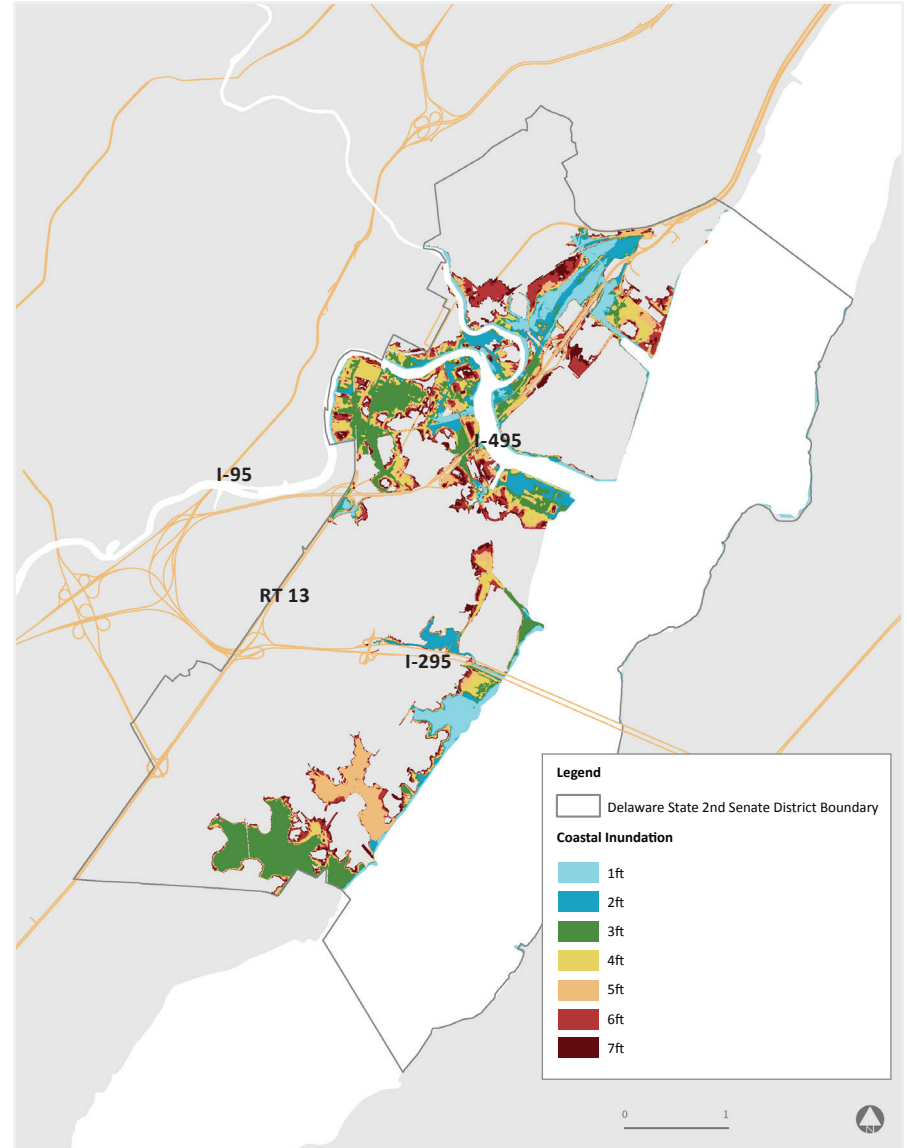 I-495
I-95
RT 13
I-295
Legend
Delaware State 2nd Senate District Boundary
Coastal Inundation
1ft
2ft
3ft
4ft
5ft
6ft
7ft
0 1
N